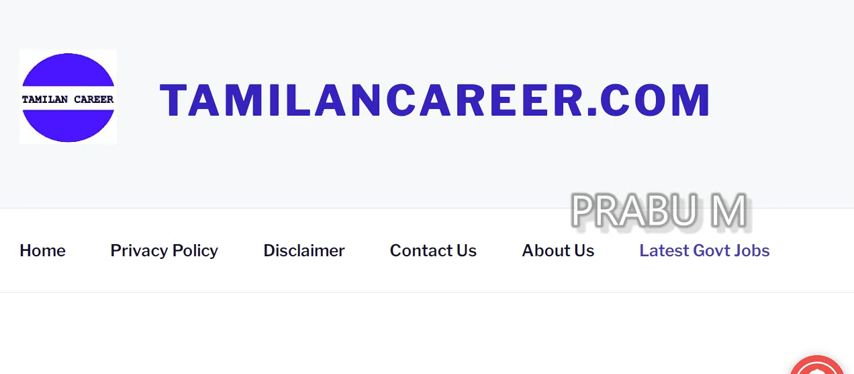 TAMILAN CAREER
TAMILANCAREER.COM
PRABU M
Home
Privacy Policy
Disclaimer
Contact Us
About Us
Latest Govt Jobs